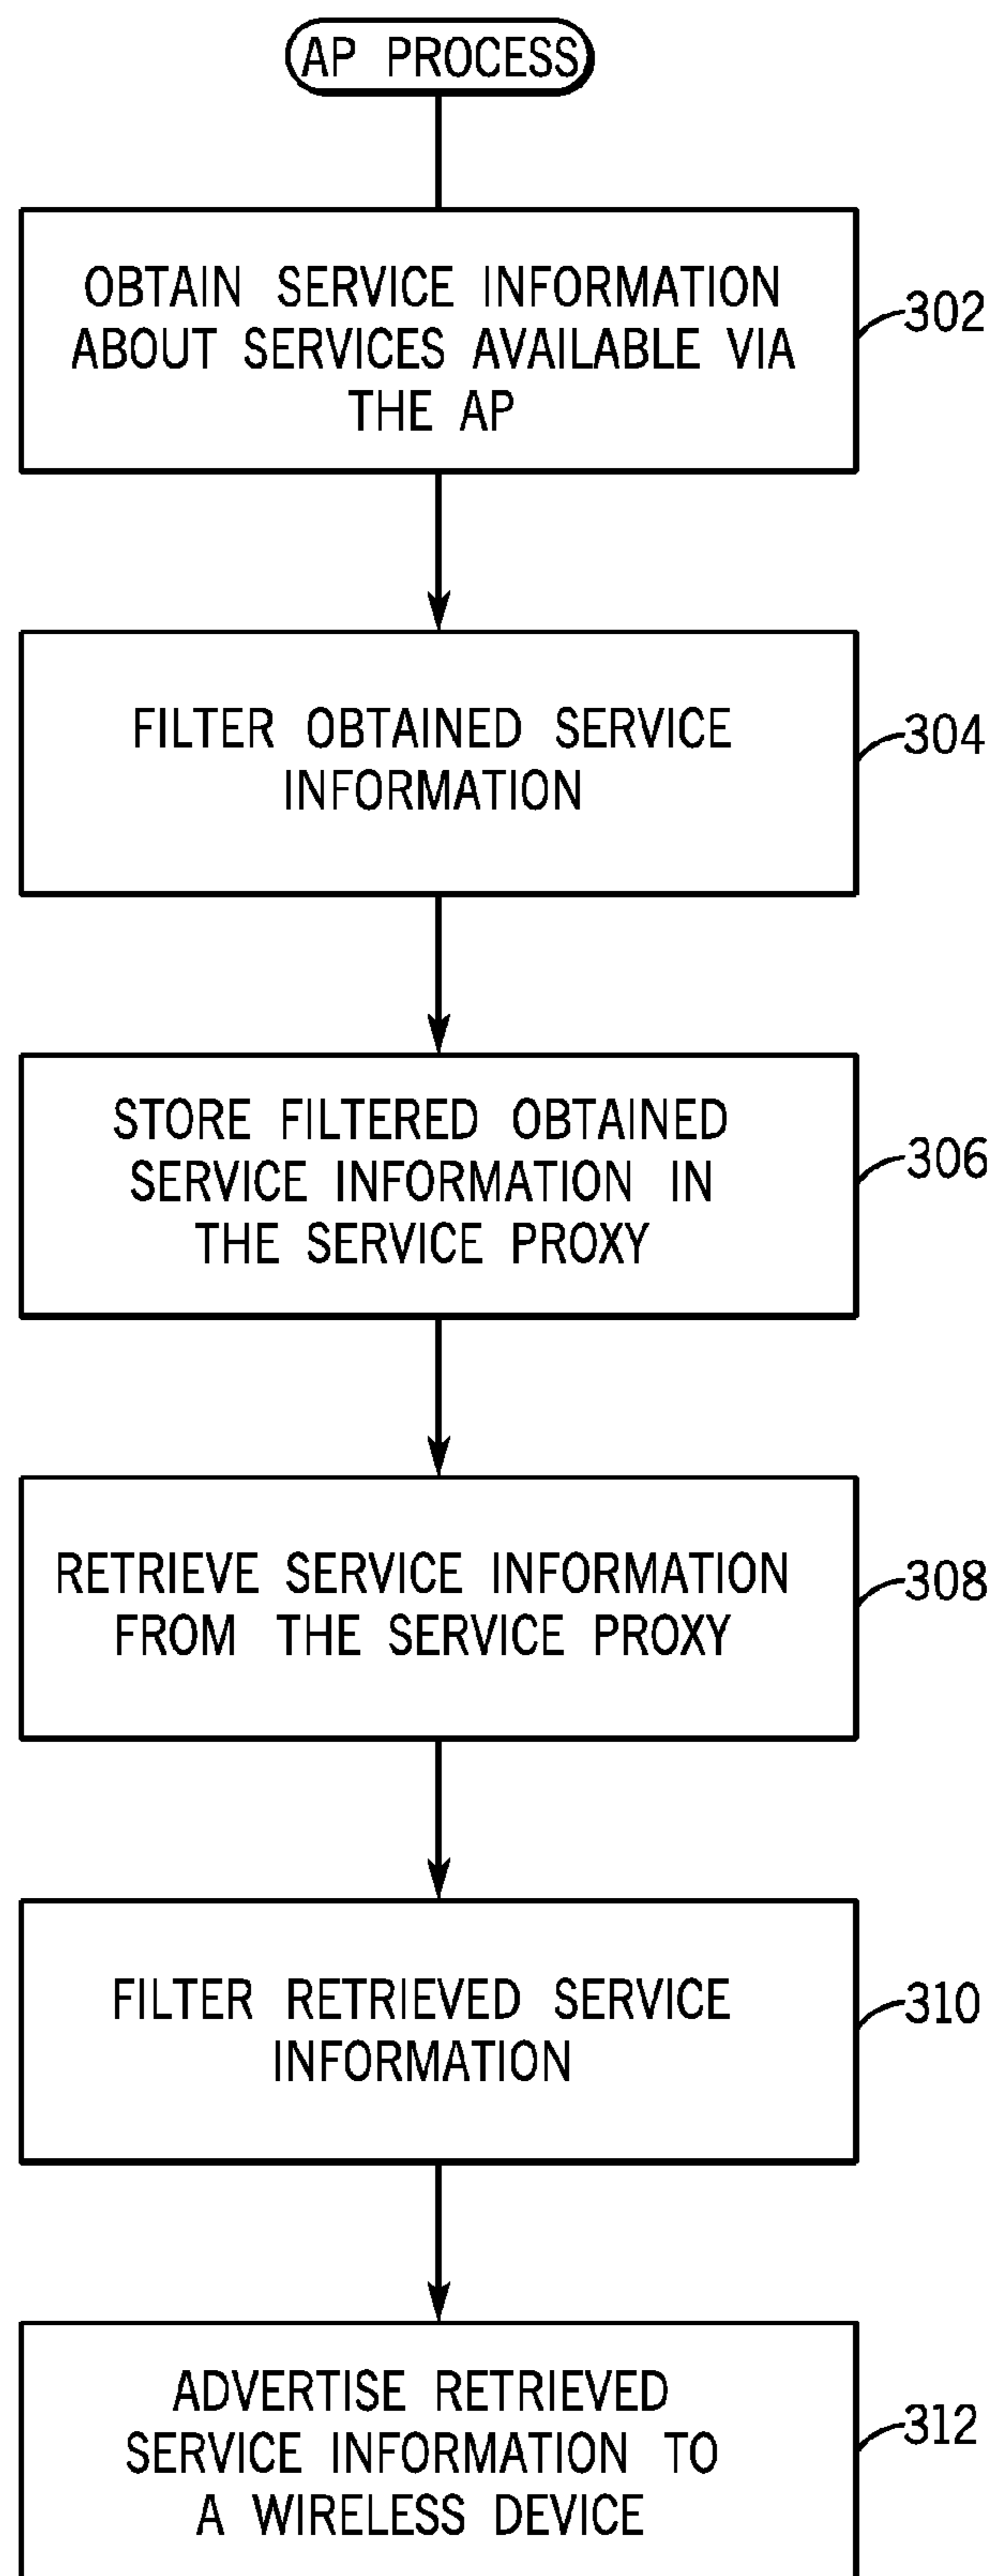 AP PROCESS
OBTAIN SERVICE INFORMATION
ABOUT SERVICES AVAILABLE VIA
THE AP
302
FILTER OBTAINED SERVICE
INFORMATION
304
STORE FILTERED OBTAINED
SERVICE INFORMATION IN
THE SERVICE PROXY
306
RETRIEVE SERVICE INFORMATION
FROM THE SERVICE PROXY
308
FILTER RETRIEVED SERVICE
INFORMATION
310
ADVERTISE RETRIEVED
SERVICE INFORMATION TO
A WIRELESS DEVICE
312